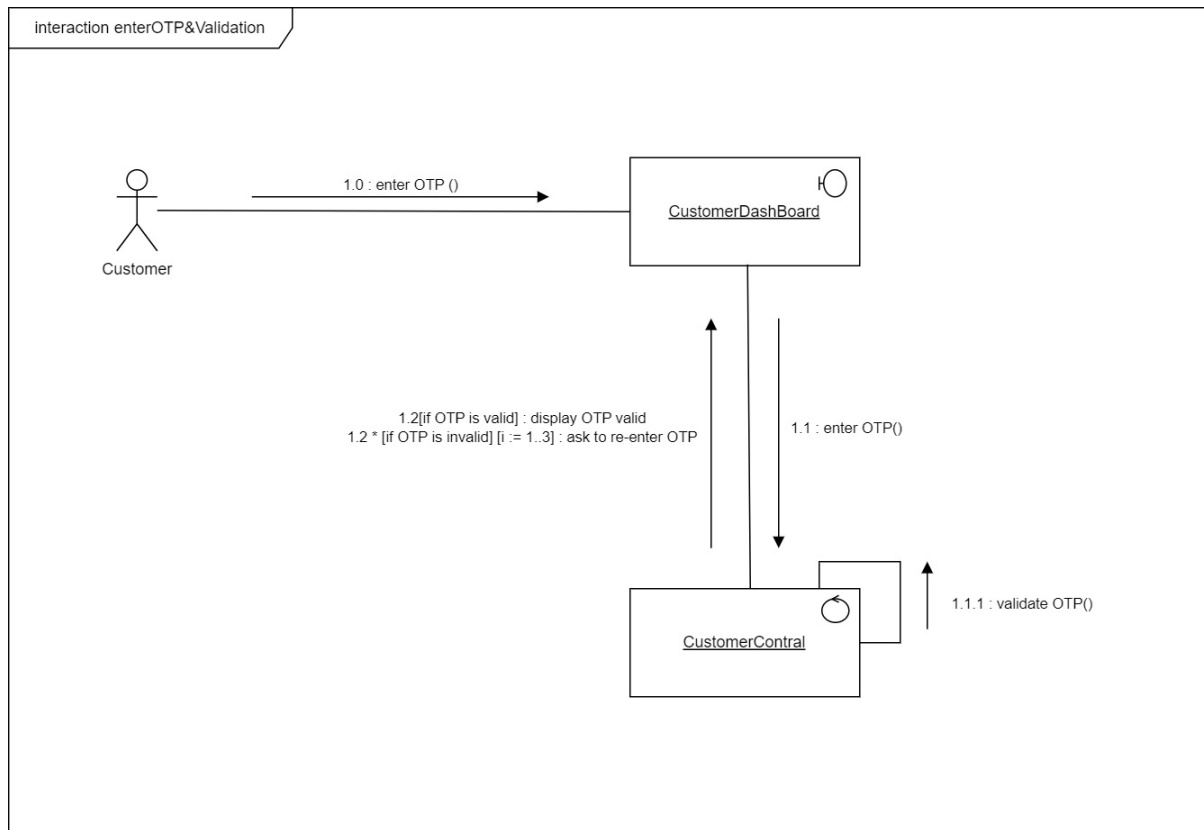 interaction enterOTP&Validation
1.0 : enter OTP ()
CustomerDashBoard
Customer
1.2[if OTP is valid] : display OTP valid
1.2 * [if OTP is invalid] [i := 1..3] : ask to re-enter OTP
1.1 : enter OTP()
1.1.1 : validate OTP()
CustomerContral